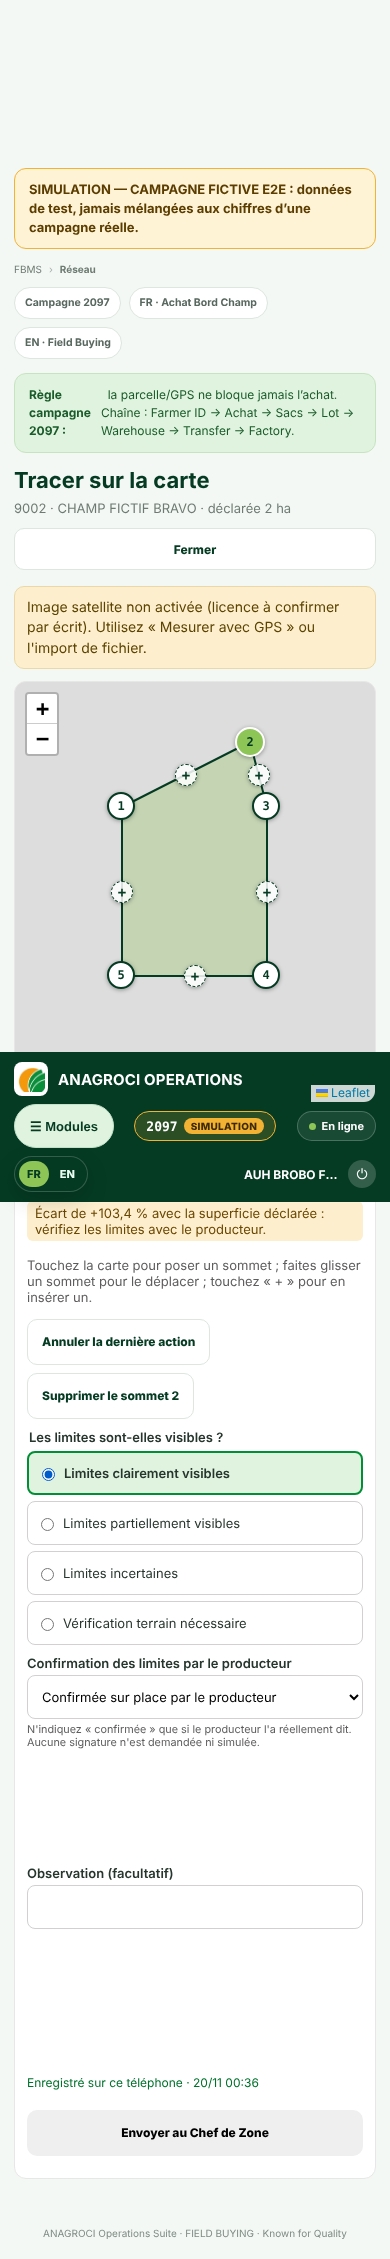 SIMULATION — CAMPAGNE FICTIVE E2E : données
de test, jamais mélangées aux chiffres d'une
campagne réelle.
FBMS › Réseau
Campagne 2097
FR · Achat Bord Champ
EN · Field Buying
Règle campagne 2097 :
la parcelle/GPS ne bloque jamais l'achat.
Chaîne : Farmer ID → Achat → Sacs → Lot →
Warehouse → Transfer → Factory.
Tracer sur la carte
9002 · CHAMP FICTIF BRAVO · déclarée 2 ha
Fermer
Image satellite non activée (licence à confirmer
par écrit). Utilisez « Mesurer avec GPS » ou
l'import de fichier.
+
−
2
+ +
1 3
+ +
5 + 4
ANAGROCI OPERATIONS
Leaflet
☰ Modules
2097 SIMULATION
En ligne
FR EN
AUH BROBO F...
Écart de +103,4 % avec la superficie déclarée :
vérifiez les limites avec le producteur.
Touchez la carte pour poser un sommet ; faites glisser
un sommet pour le déplacer ; touchez « + » pour en
insérer un.
Annuler la dernière action
Supprimer le sommet 2
Les limites sont-elles visibles ?
Limites clairement visibles
Limites partiellement visibles
Limites incertaines
Vérification terrain nécessaire
Confirmation des limites par le producteur
Confirmée sur place par le producteur
N'indiquez « confirmée » que si le producteur l'a réellement dit.
Aucune signature n'est demandée ni simulée.
Observation (facultatif)
Enregistré sur ce téléphone · 20/11 00:36
Envoyer au Chef de Zone
ANAGROCI Operations Suite · FIELD BUYING · Known for Quality